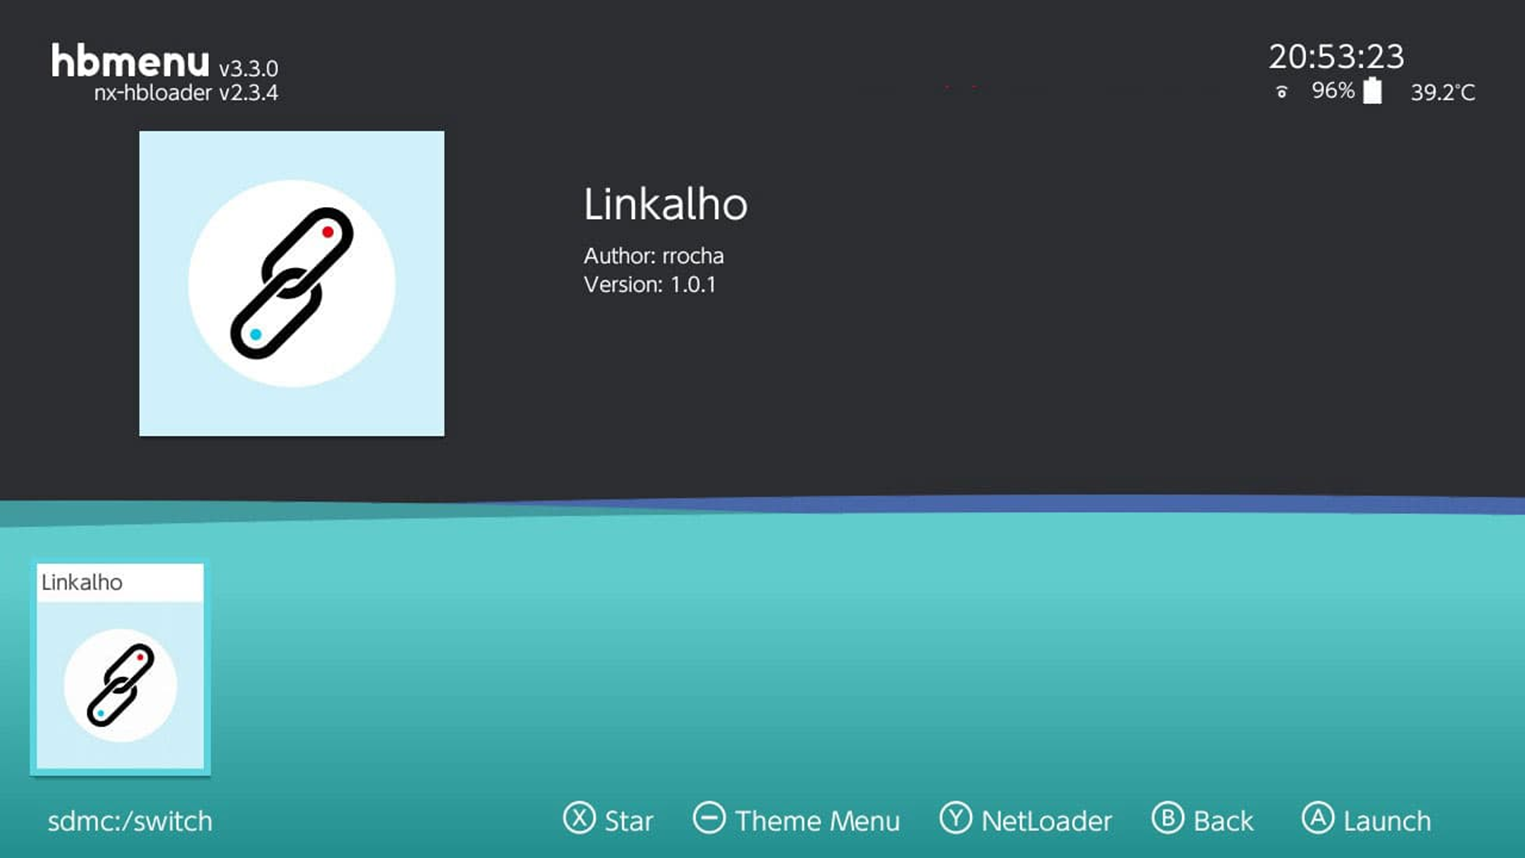 hbmenu v3.3.0
nx-hbloader v2.3.4
20:53:23
96% 39.2°C
Linkalho
Author: rrocha
Version: 1.0.1
Linkalho
sdmc:/switch
X Star - Theme Menu Y NetLoader B Back A Launch